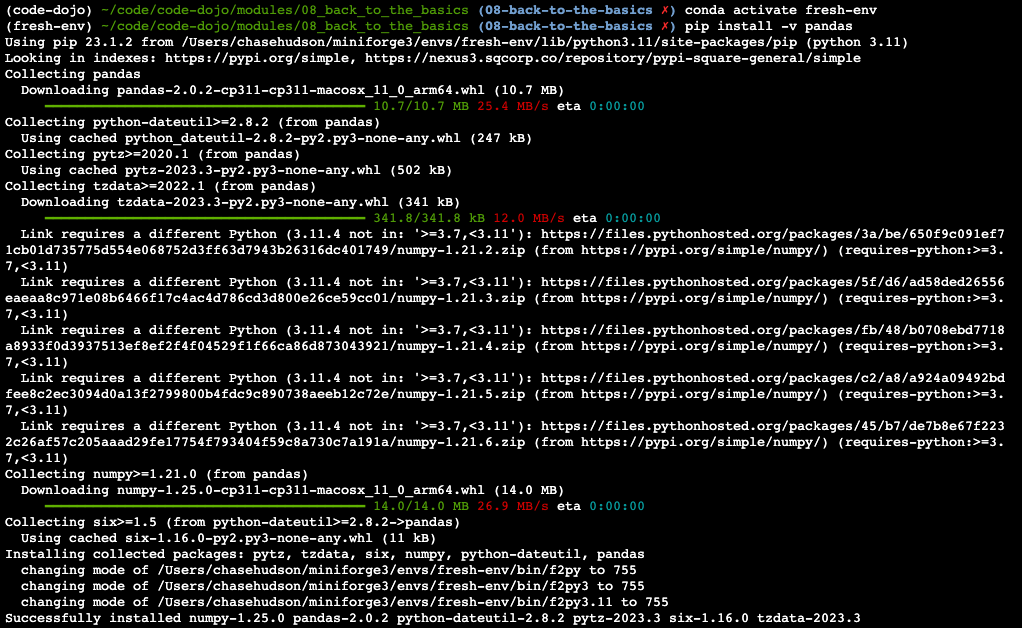 (code-dojo) ~/code/code-dojo/modules/08_back_to_the_basics (08-back-to-the-basics ✗) conda activate fresh-env
(fresh-env) ~/code/code-dojo/modules/08_back_to_the_basics (08-back-to-the-basics ✗) pip install -v pandas
Using pip 23.1.2 from /Users/chasehudson/miniforge3/envs/fresh-env/lib/python3.11/site-packages/pip (python 3.11)
Looking in indexes: https://pypi.org/simple, https://nexus3.sqcorp.co/repository/pypi-square-general/simple
Collecting pandas
  Downloading pandas-2.0.2-cp311-cp311-macosx_11_0_arm64.whl (10.7 MB)
10.7/10.7 MB 25.4 MB/s eta 0:00:00
Collecting python-dateutil>=2.8.2 (from pandas)
  Using cached python_dateutil-2.8.2-py2.py3-none-any.whl (247 kB)
Collecting pytz>=2020.1 (from pandas)
  Using cached pytz-2023.3-py2.py3-none-any.whl (502 kB)
Collecting tzdata>=2022.1 (from pandas)
  Downloading tzdata-2023.3-py2.py3-none-any.whl (341 kB)
341.8/341.8 kB 12.0 MB/s eta 0:00:00
  Link requires a different Python (3.11.4 not in: '>=3.7,<3.11'): https://files.pythonhosted.org/packages/3a/be/650f9c091ef7
1cb01d735775d554e068752d3ff63d7943b26316dc401749/numpy-1.21.2.zip (from https://pypi.org/simple/numpy/) (requires-python:>=3.
7,<3.11)
  Link requires a different Python (3.11.4 not in: '>=3.7,<3.11'): https://files.pythonhosted.org/packages/5f/d6/ad58ded26556
eaeaa8c971e08b6466f17c4ac4d786cd3d800e26ce59cc01/numpy-1.21.3.zip (from https://pypi.org/simple/numpy/) (requires-python:>=3.
7,<3.11)
  Link requires a different Python (3.11.4 not in: '>=3.7,<3.11'): https://files.pythonhosted.org/packages/fb/48/b0708ebd7718
a8933f0d3937513ef8ef2f4f04529f1f66ca86d873043921/numpy-1.21.4.zip (from https://pypi.org/simple/numpy/) (requires-python:>=3.
7,<3.11)
  Link requires a different Python (3.11.4 not in: '>=3.7,<3.11'): https://files.pythonhosted.org/packages/c2/a8/a924a09492bd
fee8c2ec3094d0a13f2799800b4fdc9c890738aeeb12c72e/numpy-1.21.5.zip (from https://pypi.org/simple/numpy/) (requires-python:>=3.
7,<3.11)
  Link requires a different Python (3.11.4 not in: '>=3.7,<3.11'): https://files.pythonhosted.org/packages/45/b7/de7b8e67f223
2c26af57c205aaad29fe17754f793404f59c8a730c7a191a/numpy-1.21.6.zip (from https://pypi.org/simple/numpy/) (requires-python:>=3.
7,<3.11)
Collecting numpy>=1.21.0 (from pandas)
  Downloading numpy-1.25.0-cp311-cp311-macosx_11_0_arm64.whl (14.0 MB)
14.0/14.0 MB 26.9 MB/s eta 0:00:00
Collecting six>=1.5 (from python-dateutil>=2.8.2->pandas)
  Using cached six-1.16.0-py2.py3-none-any.whl (11 kB)
Installing collected packages: pytz, tzdata, six, numpy, python-dateutil, pandas
  changing mode of /Users/chasehudson/miniforge3/envs/fresh-env/bin/f2py to 755
  changing mode of /Users/chasehudson/miniforge3/envs/fresh-env/bin/f2py3 to 755
  changing mode of /Users/chasehudson/miniforge3/envs/fresh-env/bin/f2py3.11 to 755
Successfully installed numpy-1.25.0 pandas-2.0.2 python-dateutil-2.8.2 pytz-2023.3 six-1.16.0 tzdata-2023.3